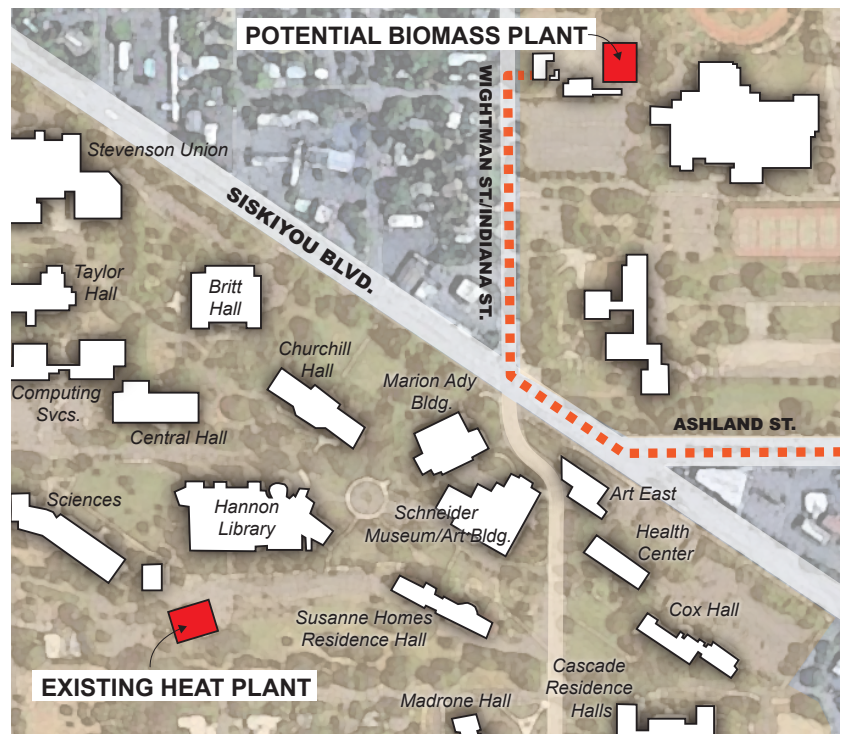 POTENTIAL BIOMASS PLANT
WIGHTMAN ST./INDIANA ST.
Stevenson Union
SISKIYOU BLVD.
Taylor
Hall
Britt
Hall
Churchill
Hall
Marion Ady
Bldg.
Computing
Svcs.
Central Hall
ASHLAND ST.
Sciences
Hannon
Library
Schneider
Museum/Art Bldg.
Art East
Health
Center
Susanne Homes
Residence Hall
Cox Hall
EXISTING HEAT PLANT
Cascade
Residence
Halls
Madrone Hall